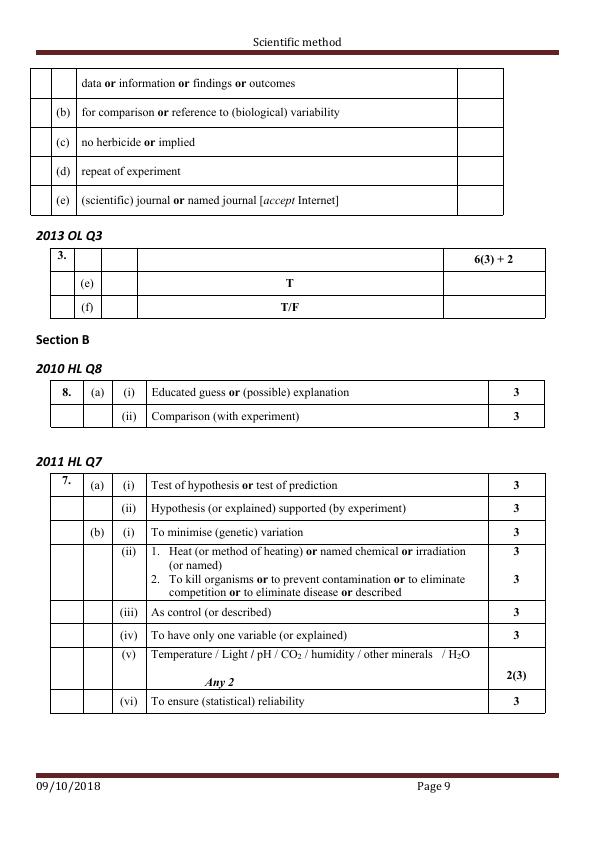 Scientific method
data or information or findings or outcomes
(b) for comparison or reference to (biological) variability
(c) no herbicide or implied
(d) repeat of experiment
(e) (scientific) journal or named journal [accept Internet]
2013 OL Q3
3. 6(3) + 2
(e) T
(f) T/F
Section B
2010 HL Q8
8. (a) (i) Educated guess or (possible) explanation 3
(ii) Comparison (with experiment) 3
2011 HL Q7
7. (a) (i) Test of hypothesis or test of prediction 3
(ii) Hypothesis (or explained) supported (by experiment) 3
(b) (i) To minimise (genetic) variation 3
(ii) 1. Heat (or method of heating) or named chemical or irradiation 3
(or named)
2. To kill organisms or to prevent contamination or to eliminate 3
competition or to eliminate disease or described
(iii) As control (or described) 3
(iv) To have only one variable (or explained) 3
(v) Temperature / Light / pH / CO₂ / humidity / other minerals / H₂O
Any 2 2(3)
(vi) To ensure (statistical) reliability 3
09/10/2018 Page 9